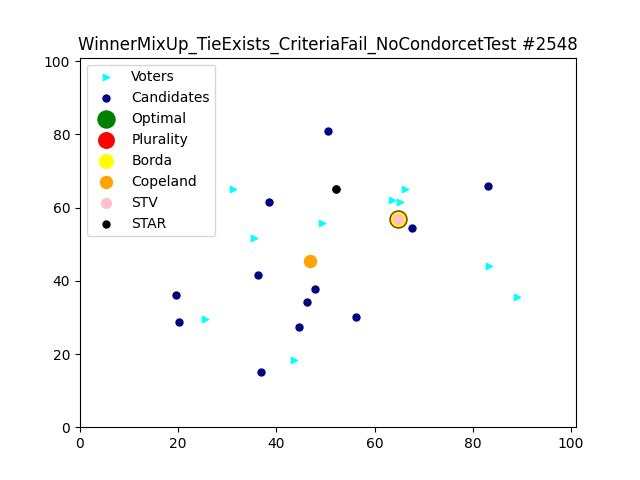 WinnerMixUp_TieExists_CriteriaFail_NoCondorcetTest #2548
Voters
Candidates
Optimal
Plurality
Borda
Copeland
STV
STAR
100
80
60
40
20
0
0 20 40 60 80 100